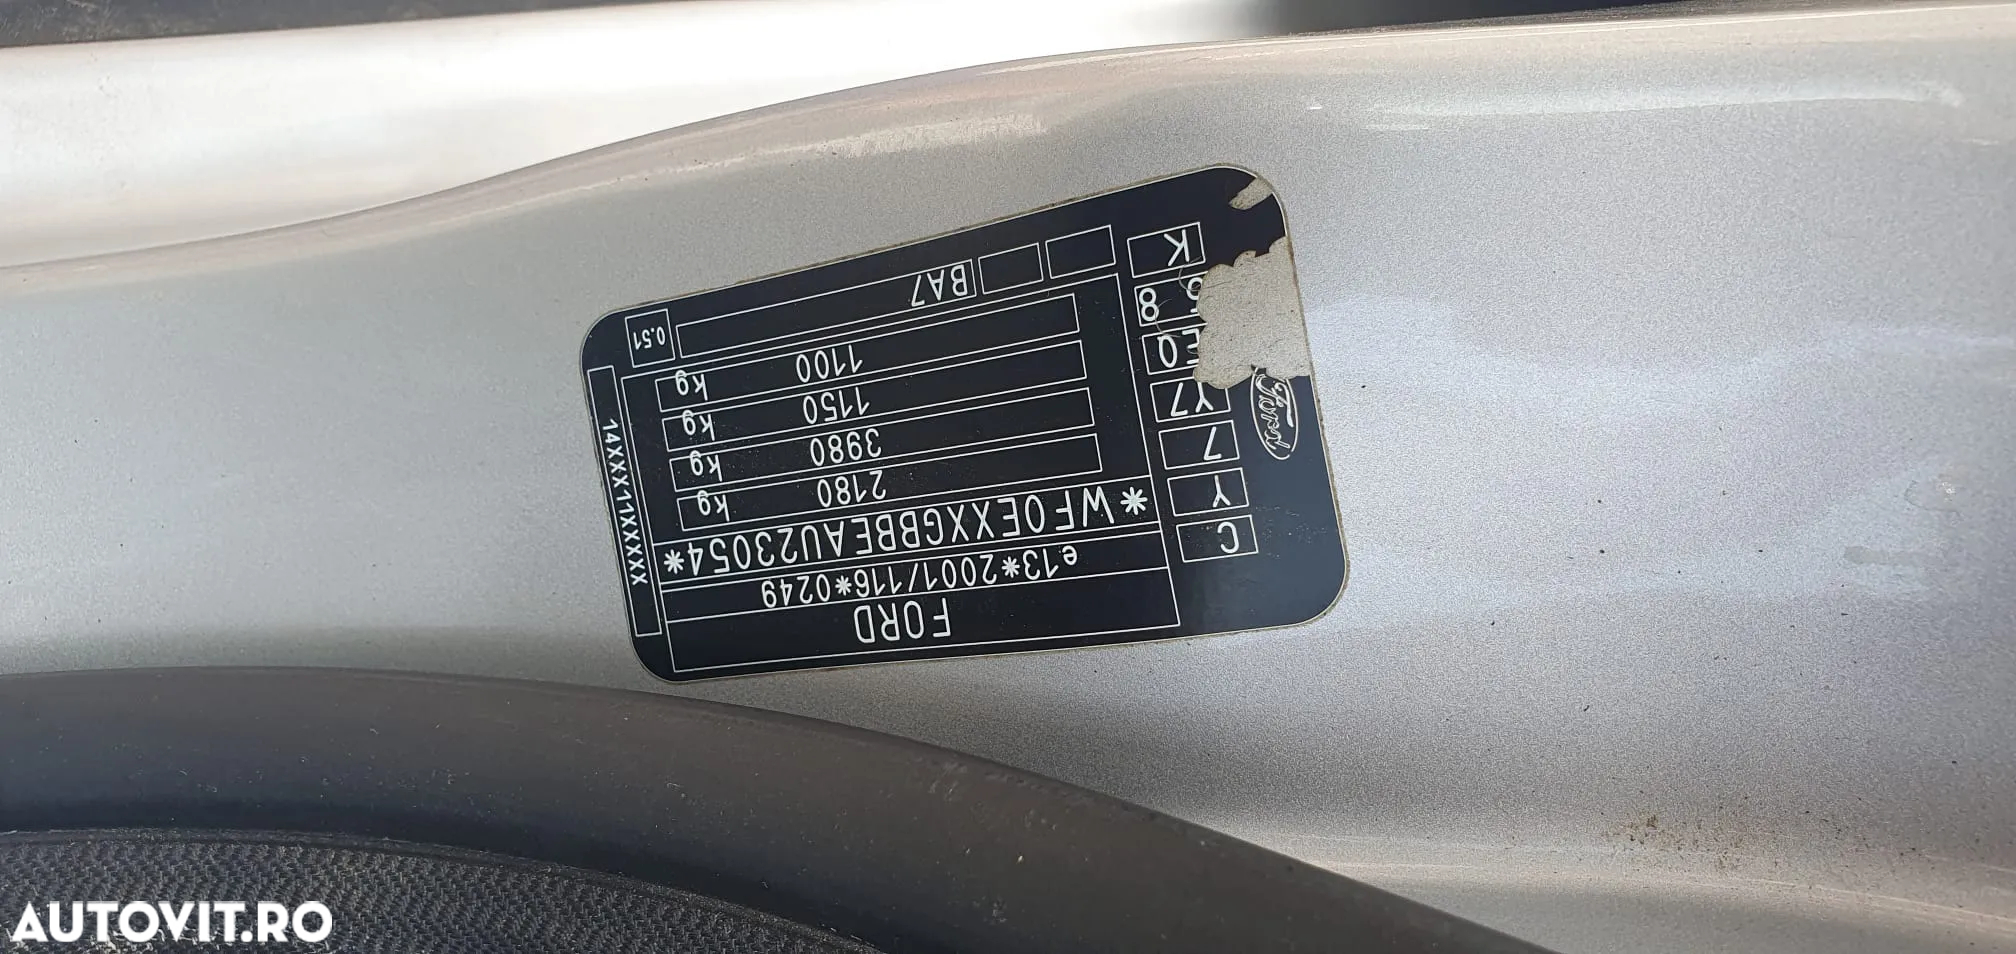 FORD
e13*2001/116*0249
*WF0EXXGBBEAU23054*
2180 kg
3980 kg
1150 kg
1100 kg
BA7
0.51
14XXX11XXXXX
C
Y
7
Y7
Q
8
K
Ford
AUTOVIT.RO